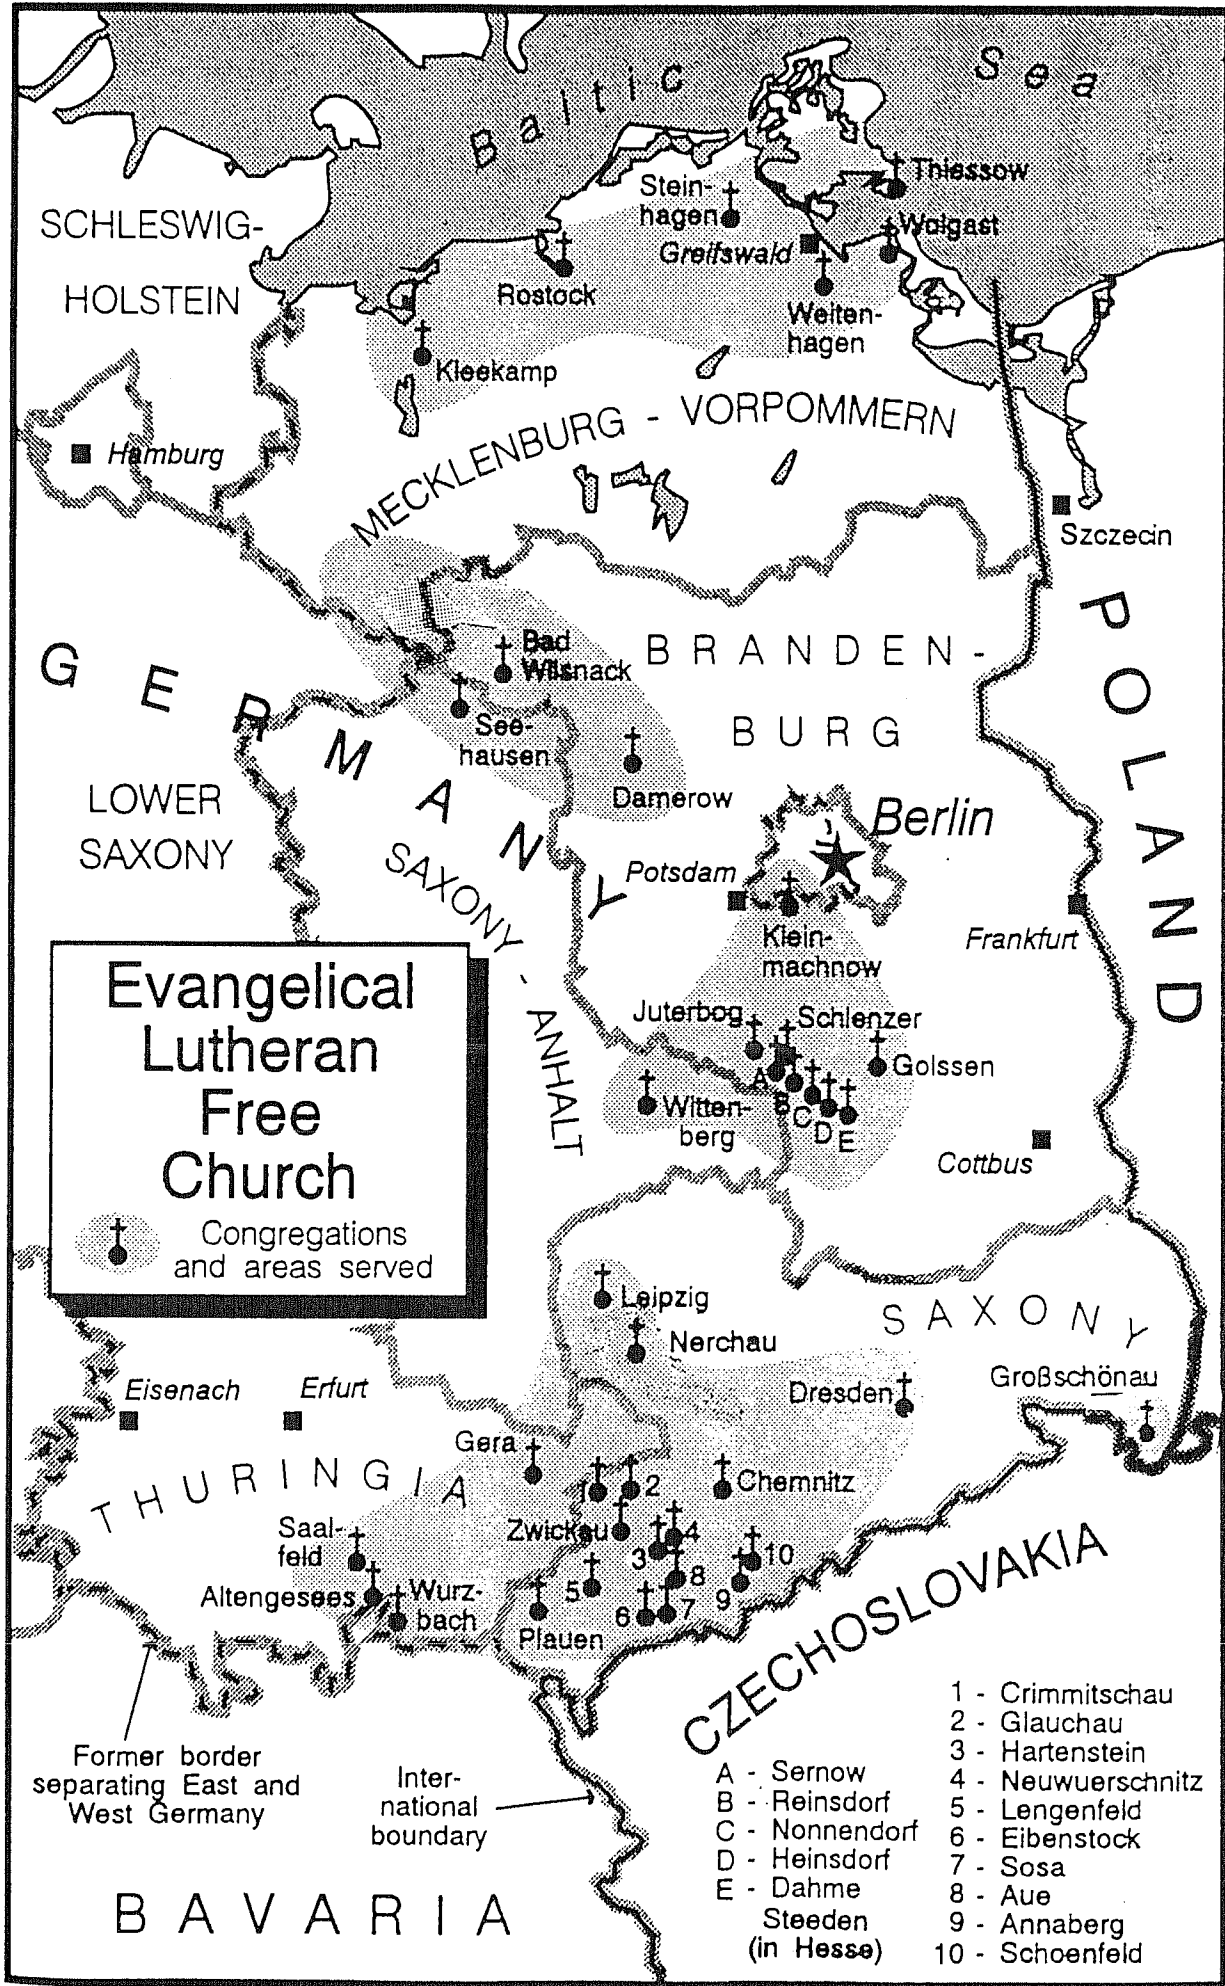 Baltic Sea
Thiessow
Stein-
hagen
Wolgast
Greifswald
SCHLESWIG-
HOLSTEIN
Rostock
Weiten-
hagen
Kleekamp
MECKLENBURG - VORPOMMERN
Hamburg
Szczecin
POLAND
GERMANY
Bad
Wilsnack
BRANDEN-
BURG
See-
hausen
Damerow
LOWER
SAXONY
Berlin
SAXONY - ANHALT
Potsdam
Klein-
machnow
Frankfurt
Juterbog
Schlenzer
Golssen
A
B
C
D
E
Witten-
berg
Cottbus
Evangelical
Lutheran
Free
Church
Congregations
and areas served
Leipzig
Nerchau
SAXONY
Großschönau
Dresden
Eisenach
Erfurt
Gera
THURINGIA
1
2
Chemnitz
Zwickau
3
4
Saal-
feld
5
8
10
9
Altengesees
Wurz-
bach
6
7
Plauen
CZECHOSLOVAKIA
Former border
separating East and
West Germany
Inter-
national
boundary
BAVARIA
A - Sernow
B - Reinsdorf
C - Nonnendorf
D - Heinsdorf
E - Dahme
Steeden
(in Hesse)
1 - Crimmitschau
2 - Glauchau
3 - Hartenstein
4 - Neuwuerschnitz
5 - Lengenfeld
6 - Eibenstock
7 - Sosa
8 - Aue
9 - Annaberg
10 - Schoenfeld